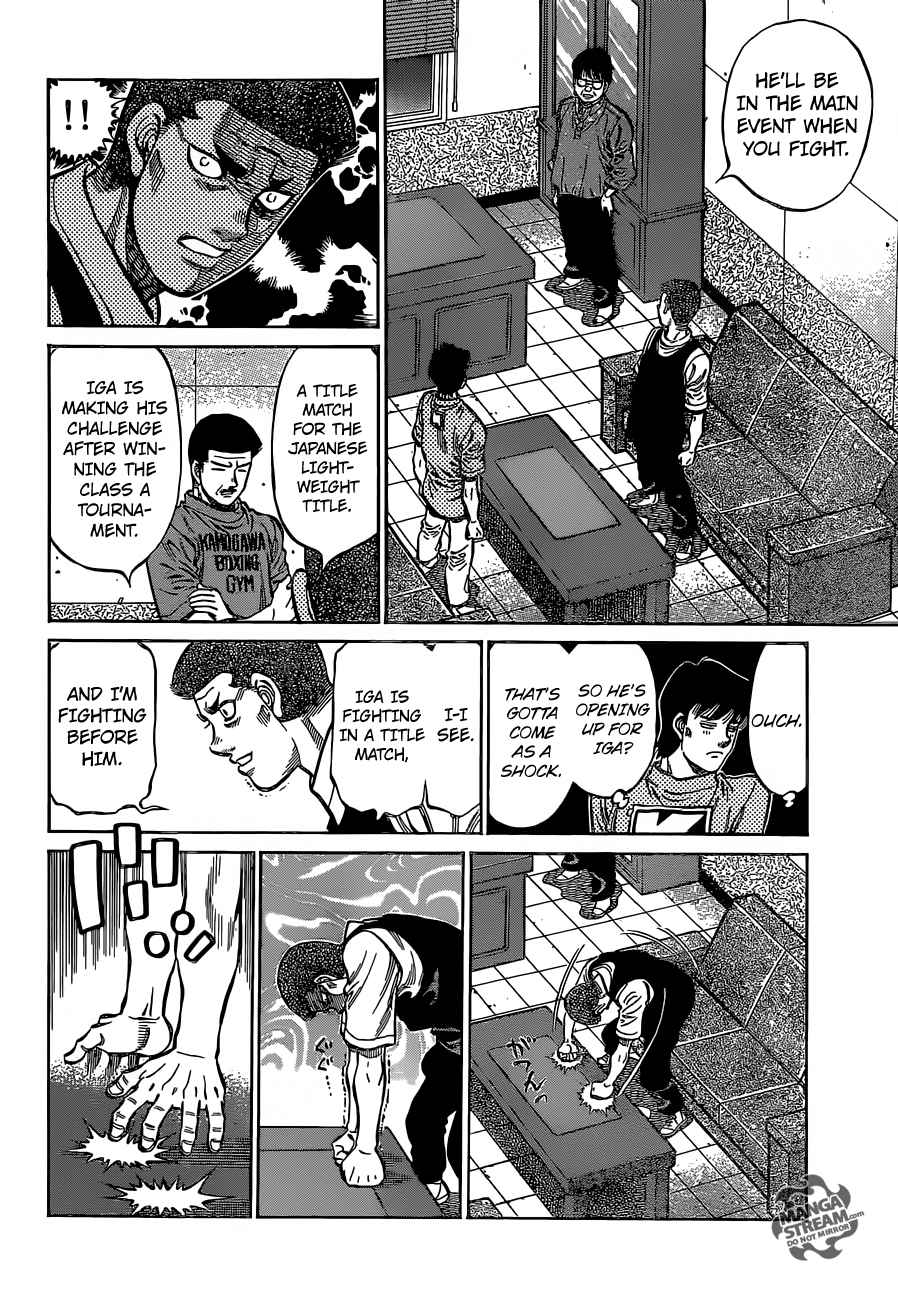 HE'LL BE
IN THE MAIN
EVENT WHEN
YOU FIGHT.
!!
A TITLE
MATCH
FOR THE
JAPANESE
LIGHT-
WEIGHT
TITLE.
IGA IS
MAKING HIS
CHALLENGE
AFTER WIN-
NING THE
CLASS A
TOURNA-
MENT.
KAMOGAWA
BOXING
GYM
OUCH.
SO HE'S
OPENING
UP FOR
IGA?
THAT'S
GOTTA
COME
AS A
SHOCK.
I-I
SEE.
IGA IS
FIGHTING
IN A TITLE
MATCH,
AND I'M
FIGHTING
BEFORE
HIM.
MANGA
STREAM.com
DO NOT MIRROR